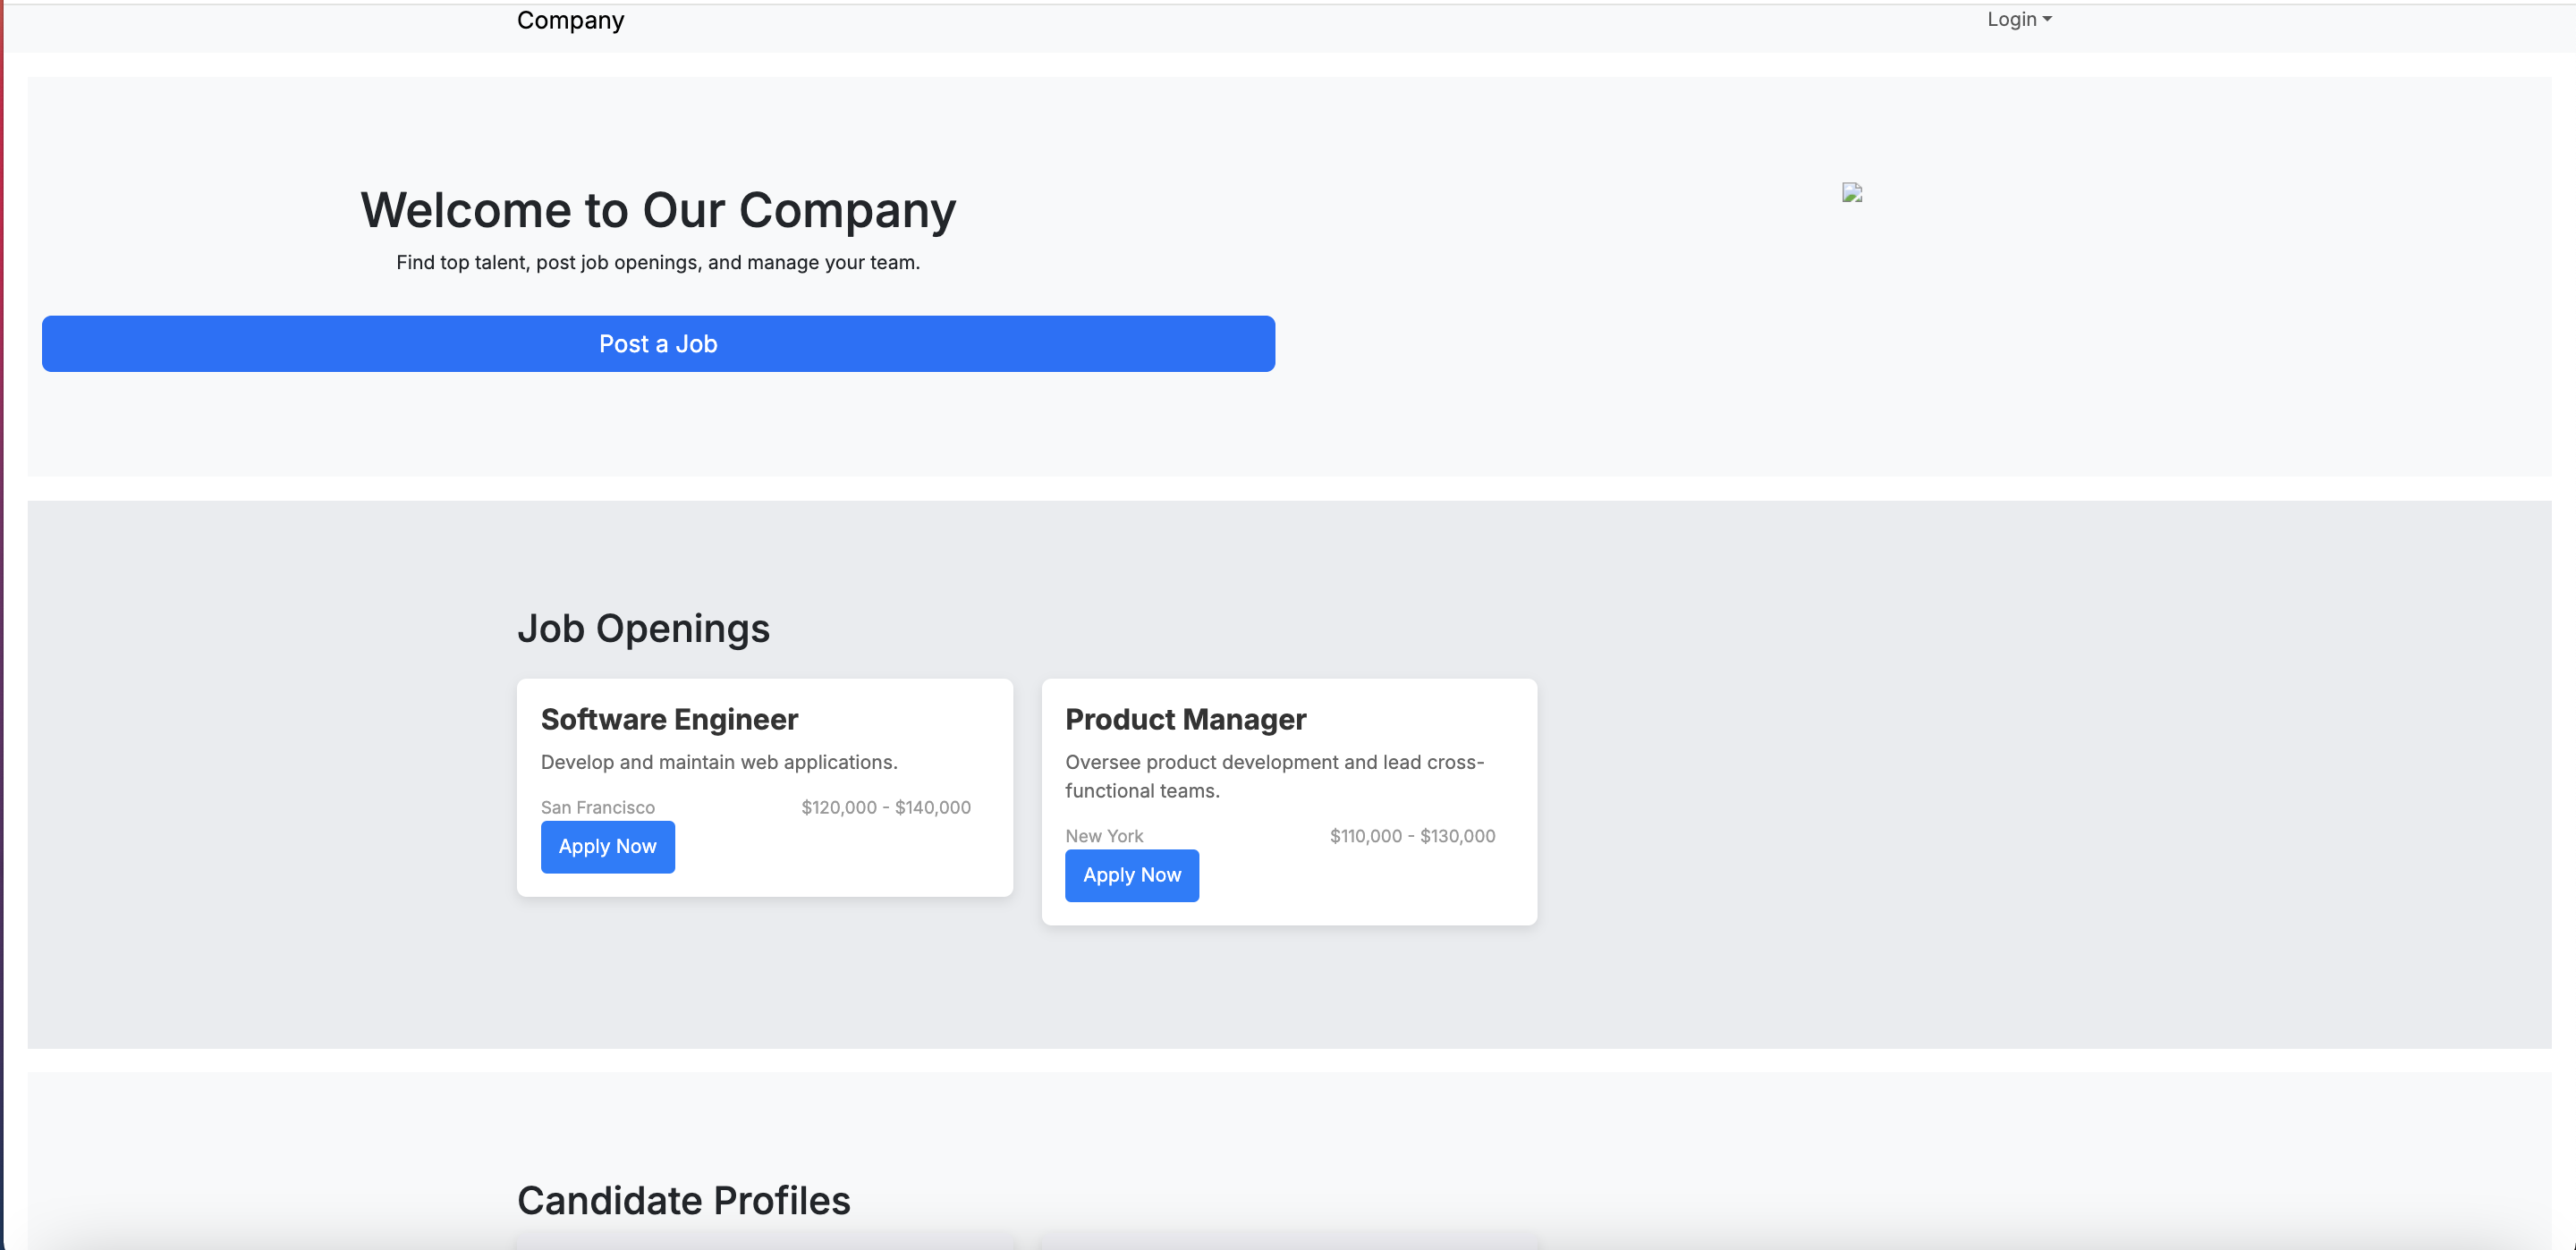 Company
Login
Welcome to Our Company
Find top talent, post job openings, and manage your team.
Post a Job
Job Openings
Software Engineer
Develop and maintain web applications.
San Francisco $120,000 - $140,000
Apply Now
Product Manager
Oversee product development and lead cross-
functional teams.
New York $110,000 - $130,000
Apply Now
Candidate Profiles